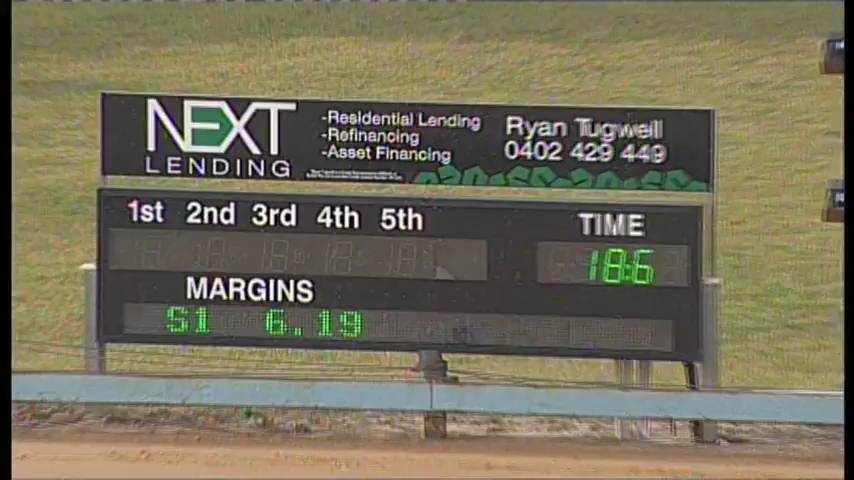 NEXT
LENDING
-Residential Lending
-Refinancing
-Asset Financing
Ryan Tugwell
0402 429 449
1st 2nd 3rd 4th 5th
TIME
18:6
MARGINS
S1 6.19